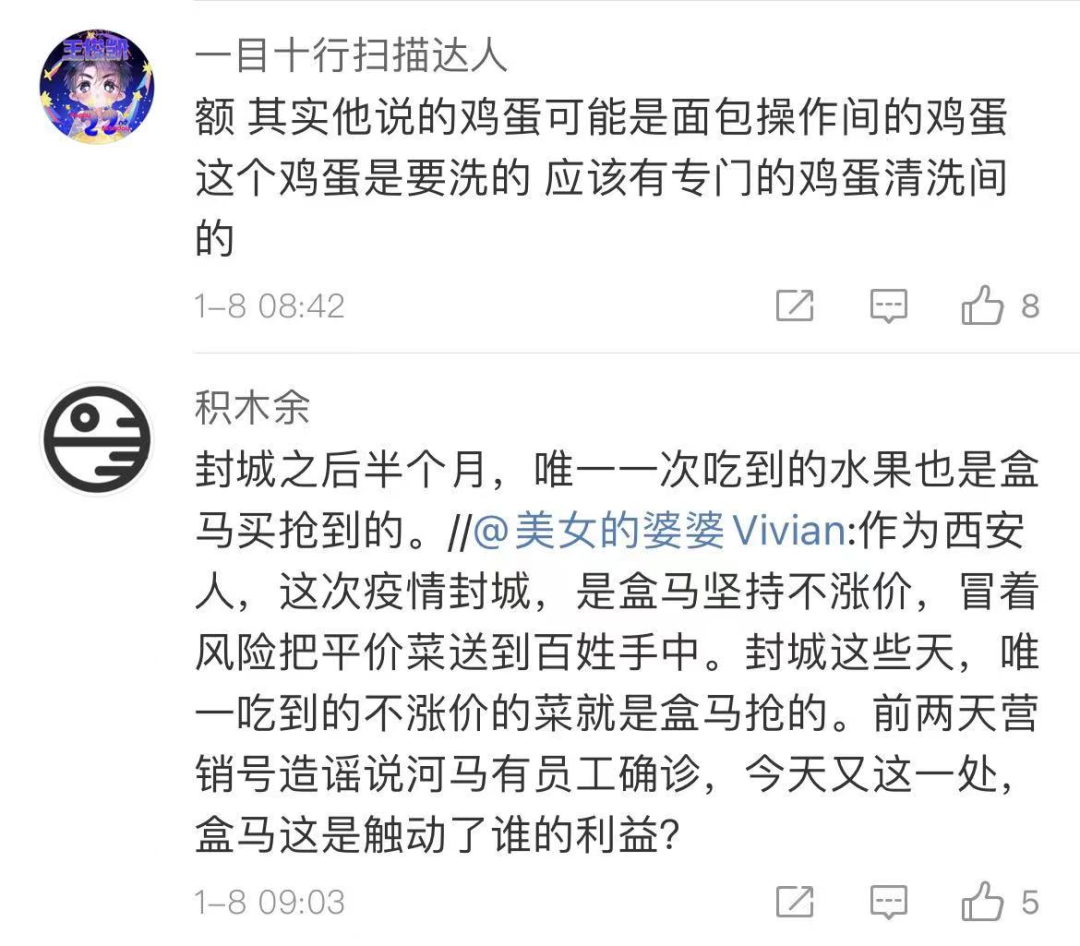 王俊凯
22
一目十行扫描达人
额 其实他说的鸡蛋可能是面包操作间的鸡蛋
这个鸡蛋是要洗的 应该有专门的鸡蛋清洗间
的
1-8 08:42
8
积木余
封城之后半个月，唯一一次吃到的水果也是盒
马买抢到的。//@美女的婆婆Vivian:作为西安
人，这次疫情封城，是盒马坚持不涨价，冒着
风险把平价菜送到百姓手中。封城这些天，唯
一吃到的不涨价的菜就是盒马抢的。前两天营
销号造谣说河马有员工确诊，今天又这一处，
盒马这是触动了谁的利益？
1-8 09:03
5